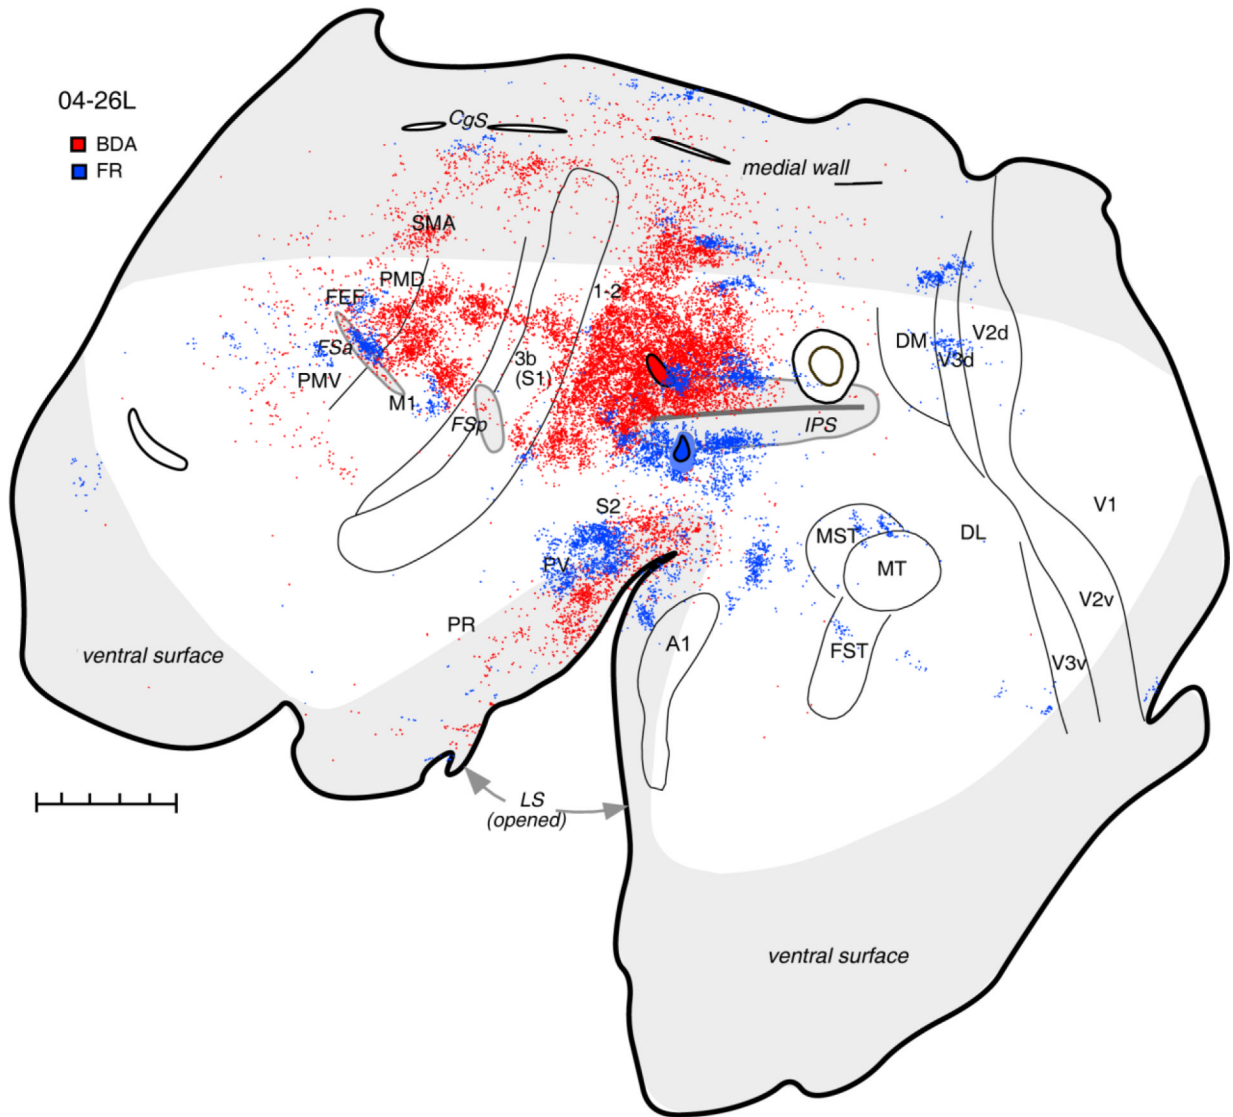 04-26L
BDA
FR
CgS
medial wall
SMA
PMD
FEF
1-2
FSa
DM
V2d
V3d
PMV
3b
(S1)
M1
FSp
IPS
S2
V1
MST
DL
PV
MT
V2v
PR
A1
FST
V3v
ventral surface
LS
(opened)
ventral surface